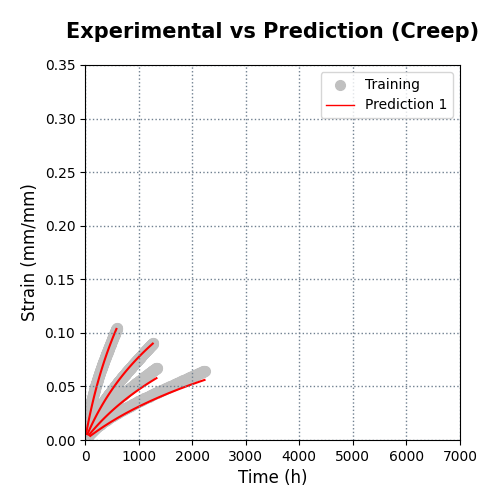 Experimental vs Prediction (Creep)
Training
Prediction 1
Strain (mm/mm)
0.35
0.30
0.25
0.20
0.15
0.10
0.05
0.00
0 1000 2000 3000 4000 5000 6000 7000
Time (h)